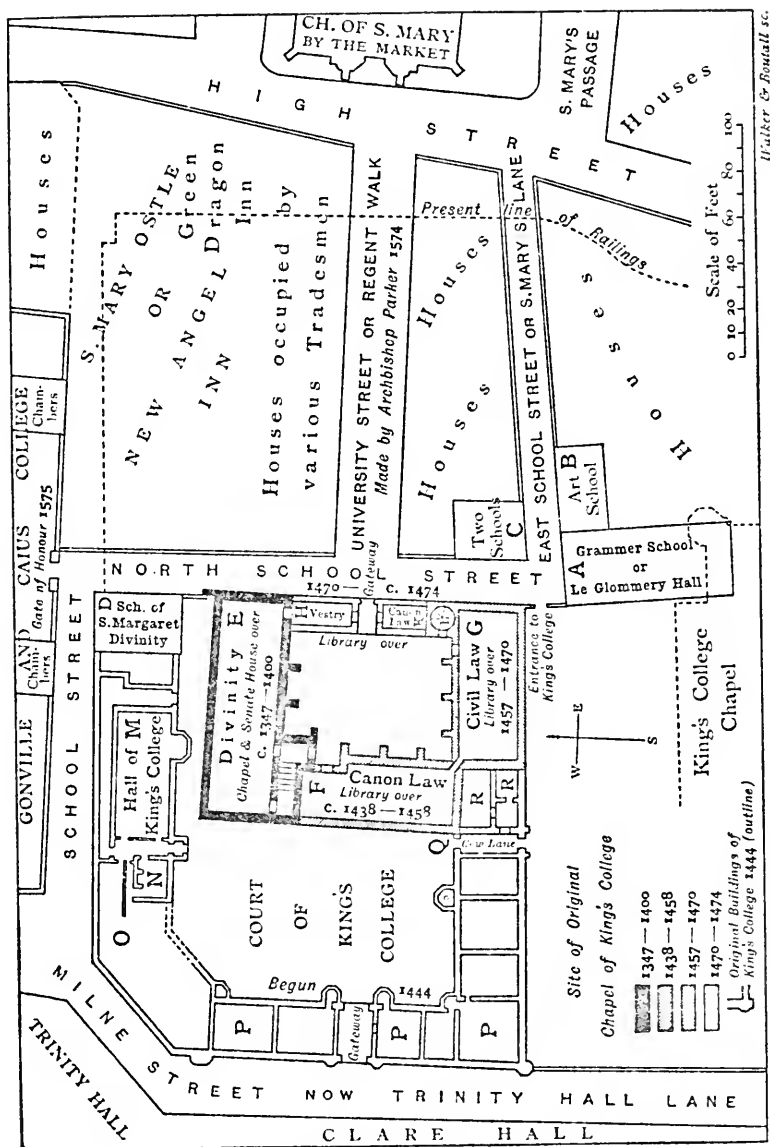 CH. OF S. MARY
BY THE MARKET
HIGH STREET
S. MARY'S
PASSAGE
Houses
Houses
S. MARY OSTLE
Green
Dragon
Inn
NEW OR ANGEL
INN
Houses occupied by
various Tradesmen
UNIVERSITY STREET OR REGENT WALK
Made by Archbishop Parker 1574
Present line of Railings
Houses
Houses
EAST SCHOOL STREET OR S. MARY S LANE
Houses
Scale of Feet
0 10 20 40 60 80 100
Walker & Boutall sc.
GONVILLE AND CAIUS COLLEGE
Cham-
bers
Gate of Honour 1575
Cham-
bers
SCHOOL STREET
NORTH SCHOOL STREET
1470— c. 1474
Gateway
Two
Schools
C
B
Art
School
A
Grammer School
or
Le Glommery Hall
D
Sch. of
S. Margaret
Divinity
Divinity E
Chapel & Senate House over
c. 1347—1400
Vestry
Library over
Canon
Law
Civil Law G
Library over
1457—1470
Entrance to
King's College
F
Canon Law
Library over
c. 1438—1458
R
R
Q
Cow Lane
Hall of M
King's College
N
O
COURT
OF
KING'S
COLLEGE
Begun 1444
P
Gateway
P
P
W E
S
King's College
Chapel
Site of Original
Chapel of King's College
1347—1400
1438—1458
1457—1470
1470—1474
Original Buildings of
King's College 1444 (outline)
MILNE STREET NOW TRINITY HALL LANE
TRINITY HALL
CLARE HALL